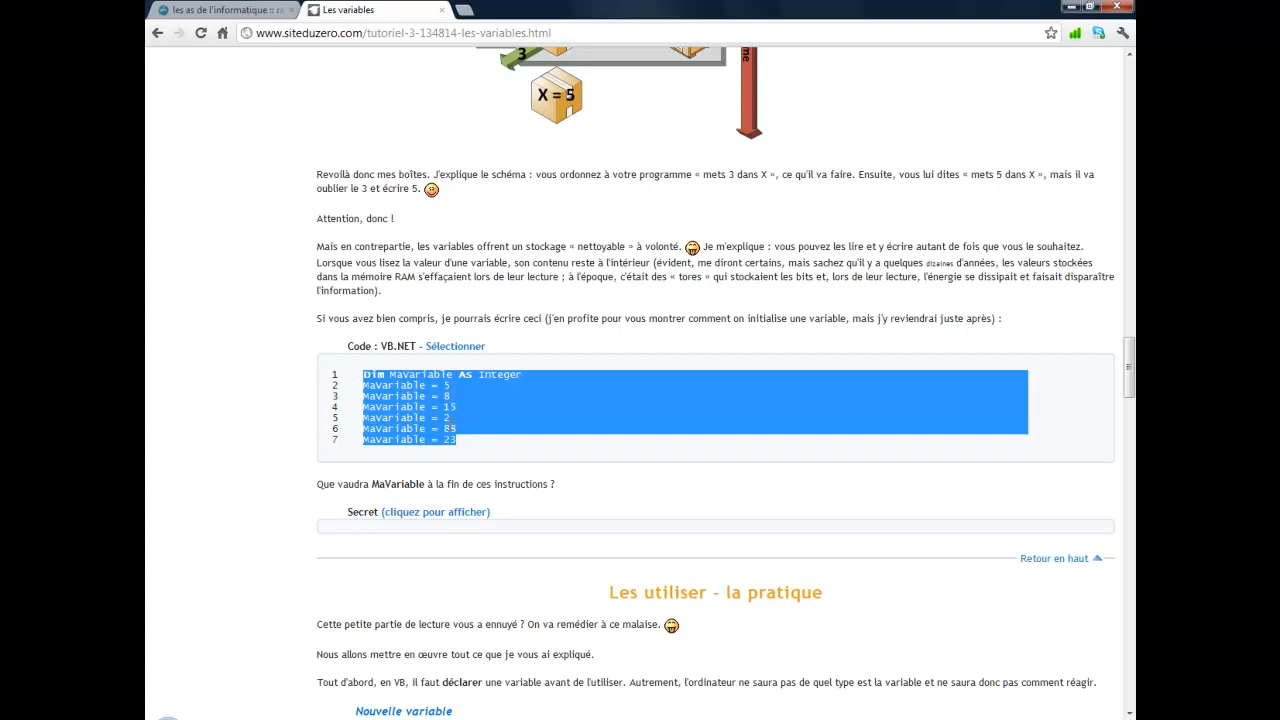 les as de l'informatique :: ra
Les variables
www.siteduzero.com/tutoriel-3-134814-les-variables.html
3
X = 5
me
Revoilà donc mes boîtes. J'explique le schéma : vous ordonnez à votre programme « mets 3 dans X », ce qu'il va faire. Ensuite, vous lui dites « mets 5 dans X », mais il va
oublier le 3 et écrire 5.
Attention, donc !
Mais en contrepartie, les variables offrent un stockage « nettoyable » à volonté. Je m'explique : vous pouvez les lire et y écrire autant de fois que vous le souhaitez.
Lorsque vous lisez la valeur d'une variable, son contenu reste à l'intérieur (évident, me diront certains, mais sachez qu'il y a quelques dizaines d'années, les valeurs stockées
dans la mémoire RAM s'effaçaient lors de leur lecture ; à l'époque, c'était des « tores » qui stockaient les bits et, lors de leur lecture, l'énergie se dissipait et faisait disparaître
l'information).
Si vous avez bien compris, je pourrais écrire ceci (j'en profite pour vous montrer comment on initialise une variable, mais j'y reviendrai juste après) :
Code : VB.NET - Sélectionner
1 Dim MaVariable As Integer
2 MaVariable = 5
3 MaVariable = 8
4 MaVariable = 15
5 MaVariable = 2
6 MaVariable = 88
7 MaVariable = 23
Que vaudra MaVariable à la fin de ces instructions ?
Secret (cliquez pour afficher)
Retour en haut
Les utiliser - la pratique
Cette petite partie de lecture vous a ennuyé ? On va remédier à ce malaise.
Nous allons mettre en œuvre tout ce que je vous ai expliqué.
Tout d'abord, en VB, il faut déclarer une variable avant de l'utiliser. Autrement, l'ordinateur ne saura pas de quel type est la variable et ne saura donc pas comment réagir.
Nouvelle variable